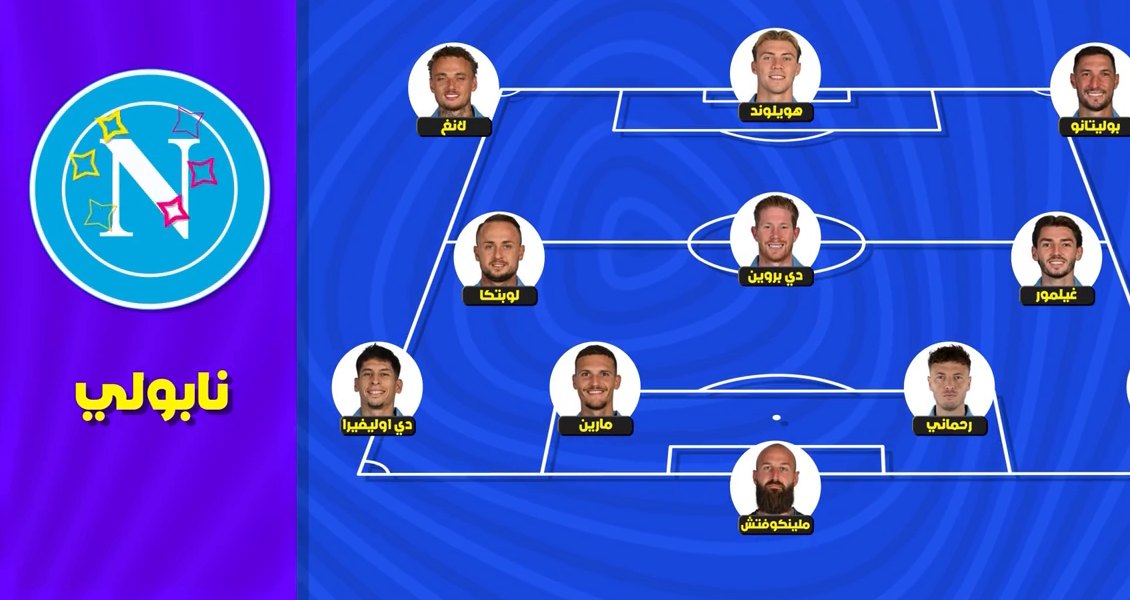 N
نابولي
لانغ
هويلوند
بوليتانو
لوبتكا
دي بروين
غيلمور
دي اوليفيرا
مارين
رحماني
ملينكوفتش